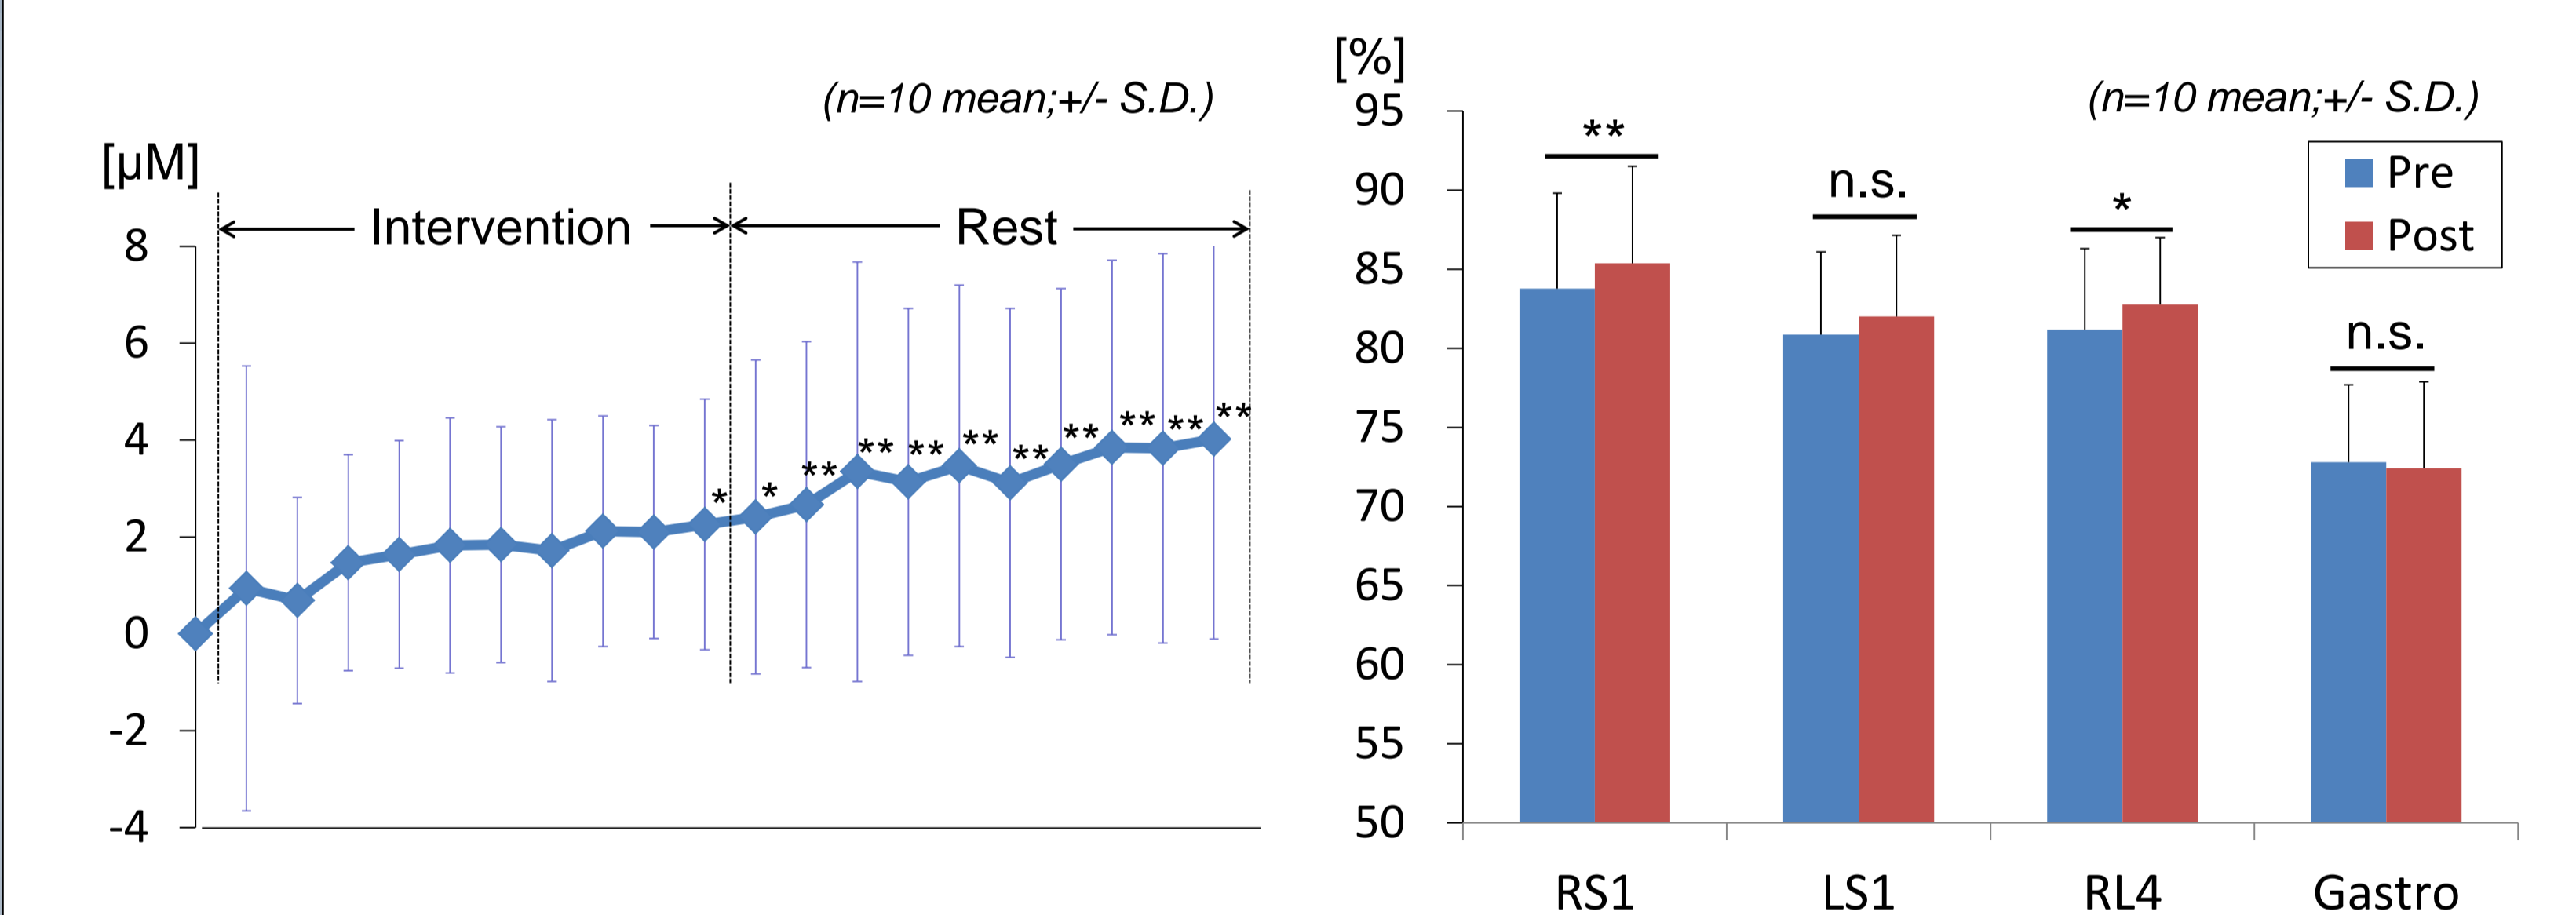 (n=10 mean;+/- S.D.)
[µM]
Intervention
Rest
8
6
4
2
0
-2
-4
*
*
**
**
**
**
**
**
**
**
**
[%]
(n=10 mean;+/- S.D.)
95
90
85
80
75
70
65
60
55
50
**
n.s.
*
n.s.
Pre
Post
RS1
LS1
RL4
Gastro